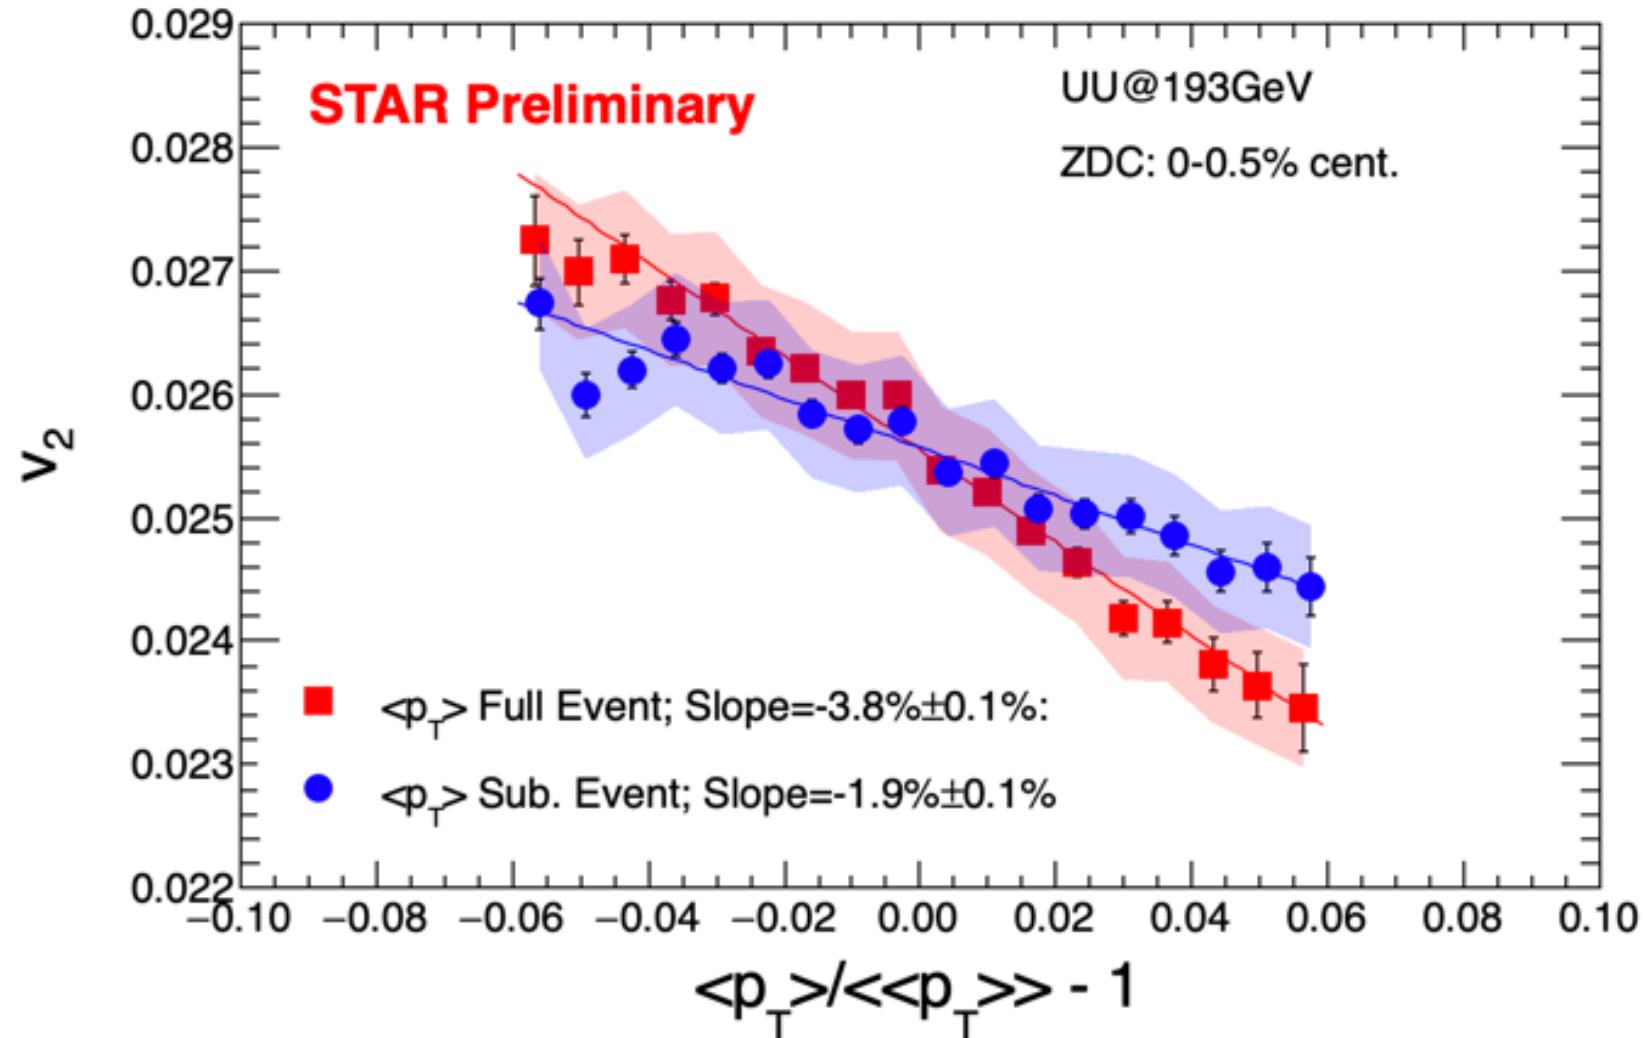 0.029
0.028
0.027
0.026
0.025
0.024
0.023
0.022
v2
STAR Preliminary
UU@193GeV
ZDC: 0-0.5% cent.
<pT> Full Event; Slope=-3.8%±0.1%:
<pT> Sub. Event; Slope=-1.9%±0.1%
−0.10 −0.08 −0.06 −0.04 −0.02 0.00 0.02 0.04 0.06 0.08 0.10
<pT>/<<pT>> - 1